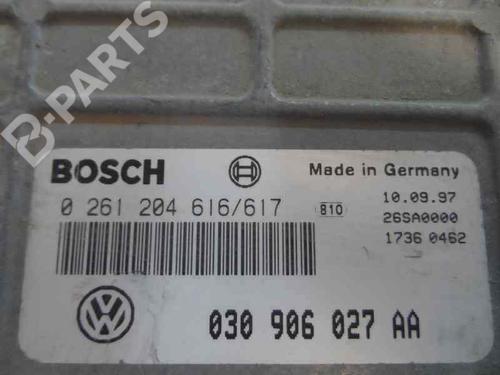 B-PARTS
BOSCH
Made in Germany
0 261 204 616/617
810
10.09.97
26SA0000
1736 0462
VW
030 906 027 AA